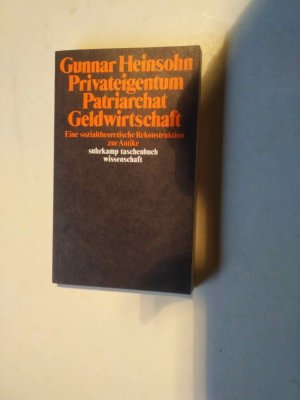 Gunnar Heinsohn
Privateigentum
Patriarchat
Geldwirtschaft
Eine sozialtheoretische Rekonstruktion
zur Antike
suhrkamp taschenbuch
wissenschaft